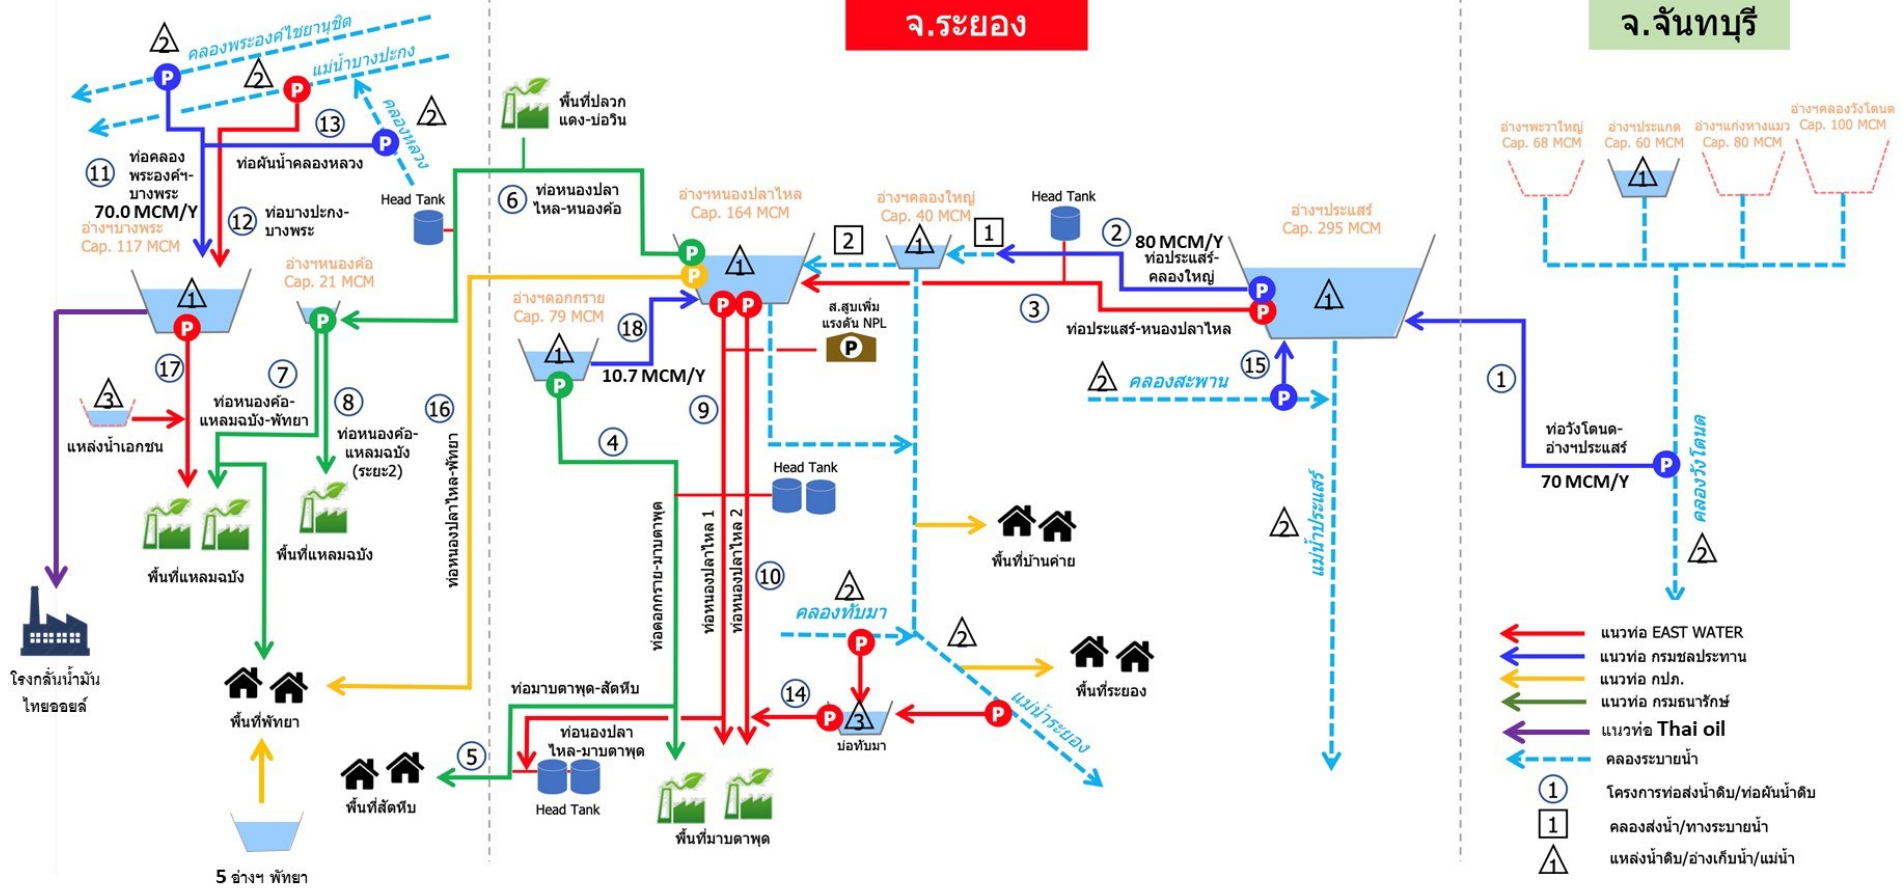 จ.ระยอง
จ.จันทบุรี
2
คลองพระองค์ไชยานุชิต
P
2
แม่น้ำบางปะกง
P
2
คลองหลวง
13
P
ท่อผันน้ำคลองหลวง
11
ท่อคลอง
พระองค์ฯ-
บางพระ
70.0 MCM/Y
12
ท่อบางปะกง-
บางพระ
Head Tank
อ่างฯบางพระ
Cap. 117 MCM
1
P
อ่างฯหนองค้อ
Cap. 21 MCM
P
17
3
แหล่งน้ำเอกชน
7
ท่อหนองค้อ-
แหลมฉบัง-พัทยา
8
ท่อหนองค้อ-
แหลมฉบัง
(ระยะ2)
16
ท่อหนองปลาไหล-พัทยา
พื้นที่แหลมฉบัง
พื้นที่แหลมฉบัง
โรงกลั่นน้ำมัน
ไทยออยล์
พื้นที่พัทยา
5 อ่างฯ พัทยา
พื้นที่ปลวก
แดง-บ่อวิน
6
ท่อหนองปลา
ไหล-หนองค้อ
อ่างฯหนองปลาไหล
Cap. 164 MCM
P
1
P
P
P
อ่างฯคลองใหญ่
Cap. 40 MCM
1
2
1
Head Tank
2
80 MCM/Y
ท่อประแสร์-
คลองใหญ่
3
ท่อประแสร์-หนองปลาไหล
อ่างฯประแสร์
Cap. 295 MCM
P
P
1
อ่างฯดอกกราย
Cap. 79 MCM
1
P
18
10.7 MCM/Y
ส.สูบเพิ่ม
แรงดัน NPL
P
4
9
Head Tank
ท่อดอกกราย-มาบตาพุด
ท่อหนองปลาไหล 1
ท่อหนองปลาไหล 2
10
2
คลองสะพาน
15
P
2
แม่น้ำประแสร์
พื้นที่บ้านค่าย
2
คลองทับมา
P
2
พื้นที่ระยอง
แม่น้ำระยอง
P
14
P
3
บ่อทับมา
ท่อมาบตาพุด-สัตหีบ
ท่อนองปลา
ไหล-มาบตาพุด
5
Head Tank
พื้นที่สัตหีบ
พื้นที่มาบตาพุด
อ่างฯพะวาใหญ่
Cap. 68 MCM
อ่างฯประแกต
Cap. 60 MCM
1
อ่างฯแก่งหางแมว
Cap. 80 MCM
อ่างฯคลองวังโตนด
Cap. 100 MCM
1
ท่อวังโตนด-
อ่างฯประแสร์
70 MCM/Y
P
คลองวังโตนด
2
แนวท่อ EAST WATER
แนวท่อ กรมชลประทาน
แนวท่อ กปภ.
แนวท่อ กรมธนารักษ์
แนวท่อ Thai oil
คลองระบายน้ำ
1 โครงการท่อส่งน้ำดิบ/ท่อผันน้ำดิบ
1 คลองส่งน้ำ/ทางระบายน้ำ
1 แหล่งน้ำดิบ/อ่างเก็บน้ำ/แม่น้ำ